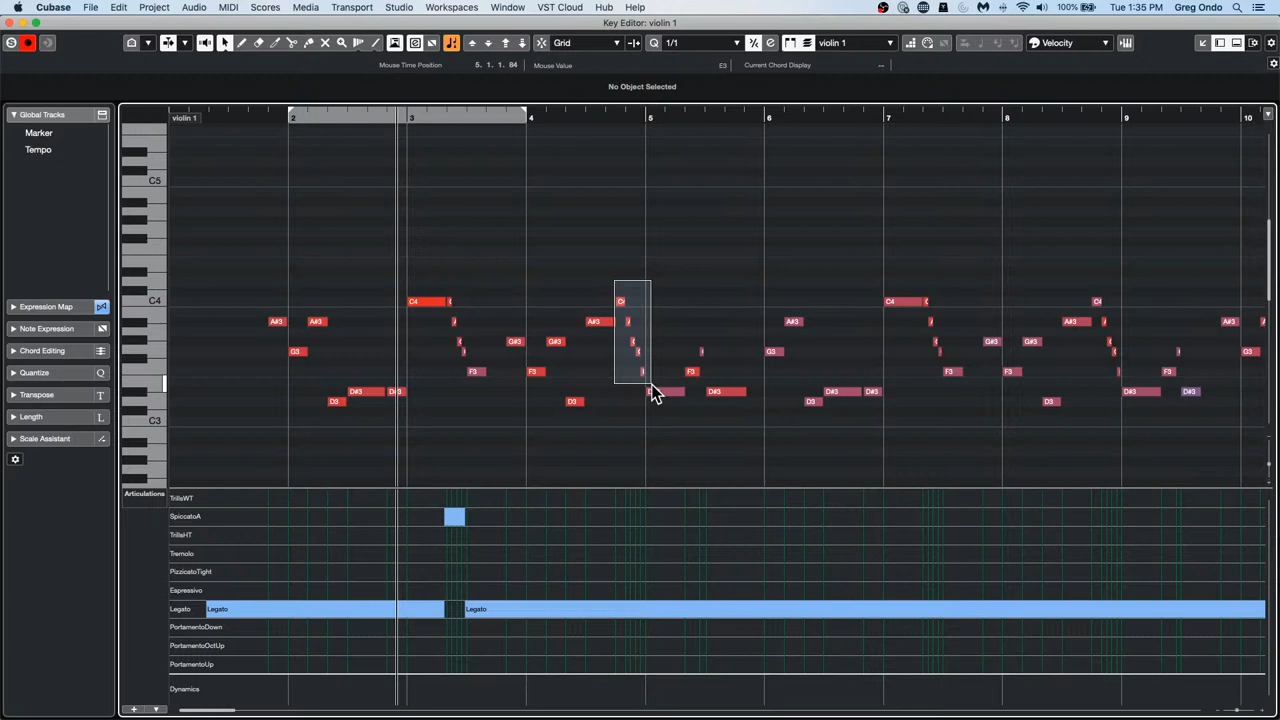 Cubase File Edit Project Audio MIDI Scores Media Transport Studio Workspaces Window VST Cloud Hub Help 100% Tue 1:35 PM Greg Ondo
Key Editor: violin 1
Grid 1/1 violin 1 Velocity
Mouse Time Position 5. 1. 1. 84 Mouse Value E3 Current Chord Display --
No Object Selected
Global Tracks
Marker
Tempo
Expression Map
Note Expression
Chord Editing
Quantize
Transpose
Length
Scale Assistant
violin 1 2 3 4 5 6 7 8 9 10
C5
C4 C4 C4 C4
A#3 A#3 A#3 A#3 A#3 A#3
G#3 G#3 G#3 G#3
G3 G3 G3
F3 F3 F3 F3 F3 F3
D#3 D#3 D#3 D#3 D#3 D#3 D#3
D3 D3 D3 D3
C3
Articulations
TrillsWT
SpiccatoA
TrillsHT
Tremolo
PizzicatoTight
Espressivo
Legato Legato Legato
PortamentoDown
PortamentoOctUp
PortamentoUp
Dynamics